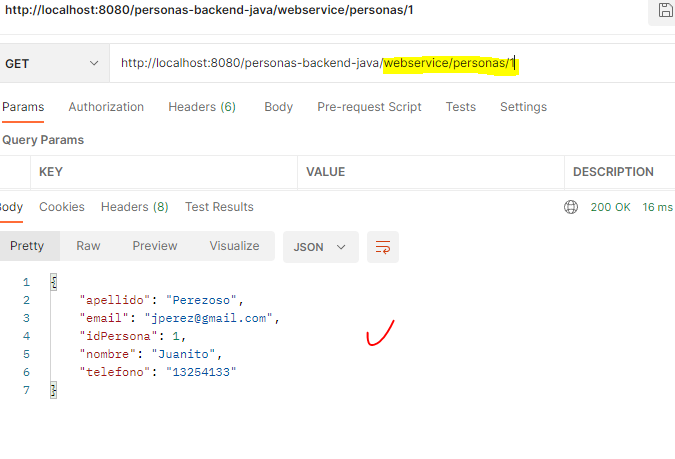 http://localhost:8080/personas-backend-java/webservice/personas/1
GET http://localhost:8080/personas-backend-java/webservice/personas/1
Params Authorization Headers (6) Body Pre-request Script Tests Settings
Query Params
KEY VALUE DESCRIPTION
Body Cookies Headers (8) Test Results 200 OK 16 ms
Pretty Raw Preview Visualize JSON
1 {
2 "apellido": "Perezoso",
3 "email": "jperez@gmail.com",
4 "idPersona": 1,
5 "nombre": "Juanito",
6 "telefono": "13254133"
7 }